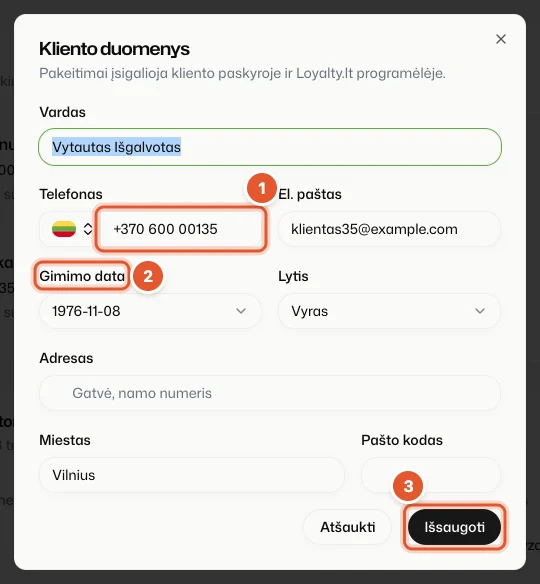 Kliento duomenys
Pakeitimai įsigalioja kliento paskyroje ir Loyalty.lt programėlėje.
Vardas
Vytautas Išgalvotas
Telefonas
1
El. paštas
+370 600 00135
klientas35@example.com
Gimimo data
2
Lytis
1976-11-08
Vyras
Adresas
Gatvė, namo numeris
Miestas
Pašto kodas
Vilnius
3
Atšaukti
Išsaugoti